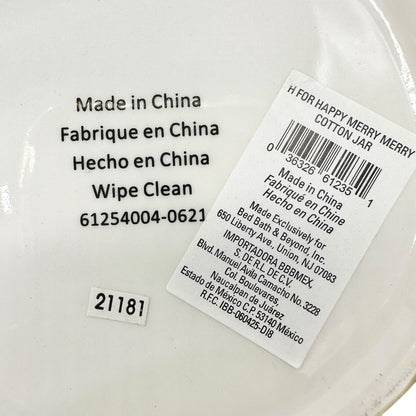 Made in China
Fabrique en China
Hecho en China
Wipe Clean
61254004-0621
21181
H FOR HAPPY MERRY MERRY
COTTON JAR
0 36326 61235 1
Made in China
Fabriqué en Chine
Hecho en China
Made Exclusively for
Bed Bath & Beyond, Inc.
650 Liberty Ave., Union, NJ 07083
IMPORTADORA BBBMEX,
S. DE R.L. DE C.V.
Blvd. Manuel Avila Camacho No. 3228
Col. Boulevares,
Naucalpan de Juárez
Estado de México C.P. 53140 México
R.F.C. IBB-060425-DI8